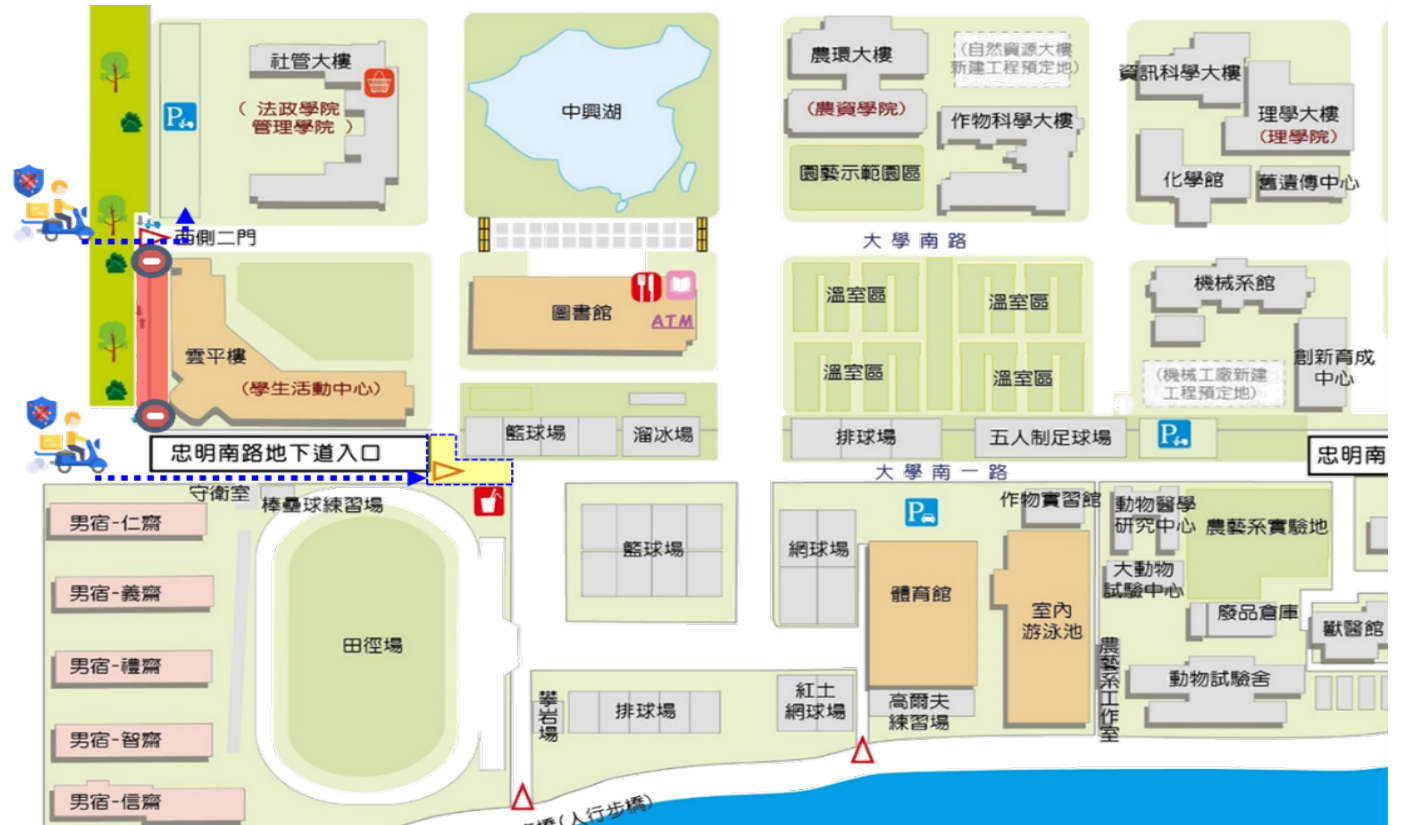 社管大樓
( 法政學院
管理學院 )
P
中興湖
農環大樓
(農資學院)
(自然資源大樓
新建工程預定地)
作物科學大樓
園藝示範園區
資訊科學大樓
理學大樓
(理學院)
化學館
舊遺傳中心
西側二門
大學南路
雲平樓
(學生活動中心)
圖書館
ATM
溫室區
溫室區
溫室區
溫室區
機械系館
(機械工廠新建
工程預定地)
創新育成
中心
忠明南路地下道入口
籃球場
溜冰場
排球場
五人制足球場
P
忠明南
大學南一路
守衛室
棒壘球練習場
男宿-仁齋
男宿-義齋
男宿-禮齋
男宿-智齋
男宿-信齋
田徑場
籃球場
網球場
P
體育館
作物實習館
室內
游泳池
動物醫學
研究中心
農藝系實驗地
大動物
試驗中心
廢品倉庫
獸醫館
動物試驗舍
農藝系工作室
攀岩場
排球場
紅土
網球場
高爾夫
練習場
橋(人行步橋)